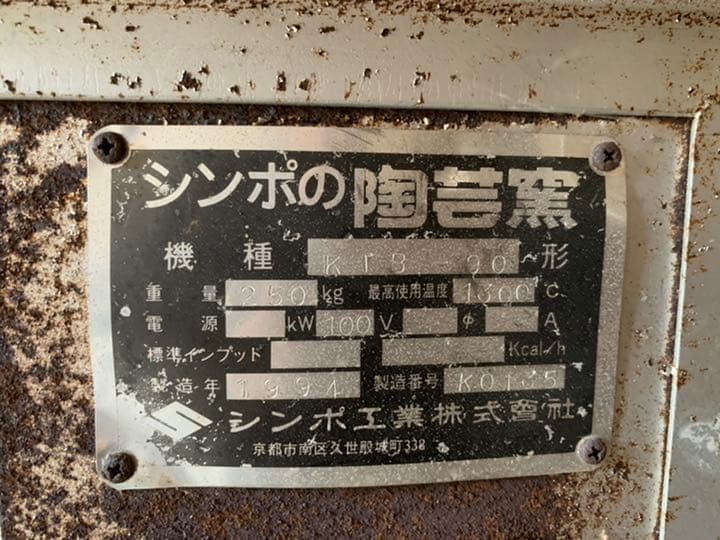 シンポの 陶芸窯
機種 KTB-90 形
重量 250 kg 最高使用温度 1300℃
電源 kW 100 V φ A
標準インプット Kcal/h
製造年 1994 製造番号 K0135
シンポ工業株式會社
京都市南区久世殿城町338